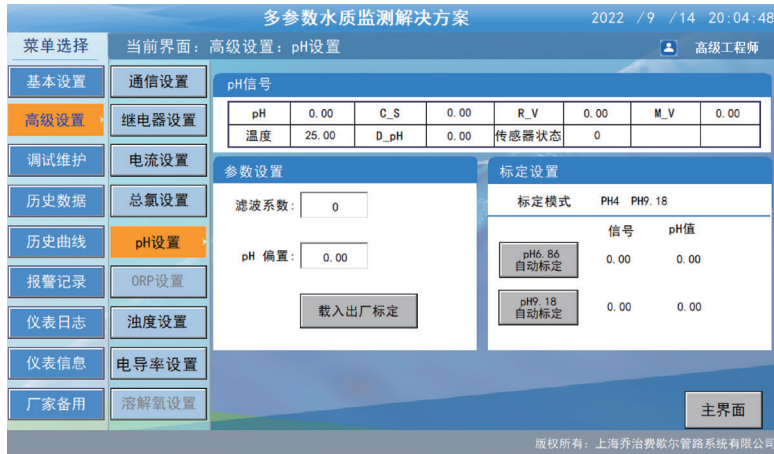 多参数水质监测解决方案 2022 /9 /14 20:04:48
菜单选择 当前界面：高级设置：pH设置 高级工程师
基本设置 通信设置
高级设置 继电器设置
调试维护 电流设置
历史数据 总氯设置
历史曲线 pH设置
报警记录 ORP设置
仪表日志 浊度设置
仪表信息 电导率设置
厂家备用 溶解氧设置
pH信号
pH 0.00 C_S 0.00 R_V 0.00 M_V 0.00
温度 25.00 D_pH 0.00 传感器状态 0
参数设置
滤波系数: 0
pH 偏置: 0.00
载入出厂标定
标定设置
标定模式 PH4 PH9.18
信号 pH值
pH6.86
自动标定 0.00 0.00
pH9.18
自动标定 0.00 0.00
主界面
版权所有：上海乔治费歇尔管路系统有限公司